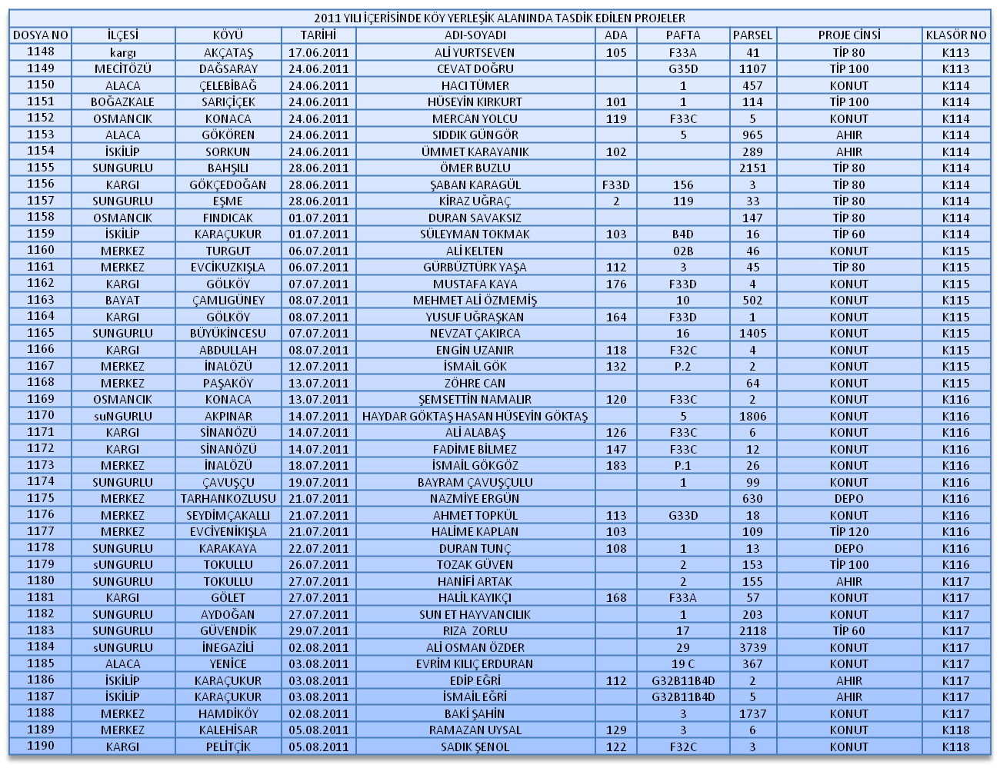 2011 YILI İÇERİSİNDE KÖY YERLEŞİK ALANINDA TASDİK EDİLEN PROJELER
DOSYA NO İLÇESİ KÖYÜ TARİHİ ADI-SOYADI ADA PAFTA PARSEL PROJE CİNSİ KLASÖR NO
1148 kargı AKÇATAŞ 17.06.2011 ALİ YURTSEVEN 105 F33A 41 TİP 80 K113
1149 MECİTÖZÜ DAĞSARAY 24.06.2011 CEVAT DOĞRU G35D 1107 TİP 100 K113
1150 ALACA ÇELEBİBAĞ 24.06.2011 HACI TÜMER 1 457 KONUT K114
1151 BOĞAZKALE SARIÇİÇEK 24.06.2011 HÜSEYİN KIRKURT 101 1 114 TİP 100 K114
1152 OSMANCIK KONACA 24.06.2011 MERCAN YOLCU 119 F33C 5 KONUT K114
1153 ALACA GÖKÖREN 24.06.2011 SIDDIK GÜNGÖR 5 965 AHIR K114
1154 İSKİLİP SORKUN 24.06.2011 ÜMMET KARAYANIK 102 289 AHIR K114
1155 SUNGURLU BAHŞILI 28.06.2011 ÖMER BUZLU 2151 TİP 80 K114
1156 KARGI GÖKÇEDOĞAN 28.06.2011 ŞABAN KARAGÜL F33D 156 3 TİP 80 K114
1157 SUNGURLU EŞME 28.06.2011 KİRAZ UĞRAÇ 2 119 33 TİP 80 K114
1158 OSMANCIK FINDICAK 01.07.2011 DURAN SAVAKSIZ 147 TİP 80 K114
1159 İSKİLİP KARAÇUKUR 01.07.2011 SÜLEYMAN TOKMAK 103 B4D 16 TİP 60 K114
1160 MERKEZ TURGUT 06.07.2011 ALİ KELTEN 02B 46 KONUT K115
1161 MERKEZ EVCİKUZKIŞLA 06.07.2011 GÜRBÜZTÜRK YAŞA 112 3 45 TİP 80 K115
1162 KARGI GÖLKÖY 07.07.2011 MUSTAFA KAYA 176 F33D 4 KONUT K115
1163 BAYAT ÇAMLIGÜNEY 08.07.2011 MEHMET ALİ ÖZMEMİŞ 10 502 KONUT K115
1164 KARGI GÖLKÖY 08.07.2011 YUSUF UĞRAŞKAN 164 F33D 1 KONUT K115
1165 SUNGURLU BÜYÜKİNCESU 07.07.2011 NEVZAT ÇAKIRCA 16 1405 KONUT K115
1166 KARGI ABDULLAH 08.07.2011 ENGİN UZANIR 118 F32C 4 KONUT K115
1167 MERKEZ İNALÖZÜ 12.07.2011 İSMAİL GÖK 132 P.2 2 KONUT K115
1168 MERKEZ PAŞAKÖY 13.07.2011 ZÖHRE CAN 64 KONUT K115
1169 OSMANCIK KONACA 13.07.2011 ŞEMSETTİN NAMALIR 120 F33C 2 KONUT K116
1170 suNGURLU AKPINAR 14.07.2011 HAYDAR GÖKTAŞ HASAN HÜSEYİN GÖKTAŞ 5 1806 KONUT K116
1171 KARGI SİNANÖZÜ 14.07.2011 ALİ ALABAŞ 126 F33C 6 KONUT K116
1172 KARGI SİNANÖZÜ 14.07.2011 FADİME BİLMEZ 147 F33C 12 KONUT K116
1173 MERKEZ İNALÖZÜ 18.07.2011 İSMAİL GÖKGÖZ 183 P.1 26 KONUT K116
1174 SUNGURLU ÇAVUŞÇU 19.07.2011 BAYRAM ÇAVUŞÇULU 1 99 KONUT K116
1175 MERKEZ TARHANKOZLUSU 21.07.2011 NAZMİYE ERGÜN 630 DEPO K116
1176 MERKEZ SEYDİMÇAKALLI 21.07.2011 AHMET TOPKÜL 113 G33D 18 KONUT K116
1177 MERKEZ EVCİYENİKIŞLA 21.07.2011 HALİME KAPLAN 103 109 TİP 120 K116
1178 SUNGURLU KARAKAYA 22.07.2011 DURAN TUNÇ 108 1 13 DEPO K116
1179 sUNGURLU TOKULLU 26.07.2011 TOZAK GÜVEN 2 153 TİP 100 K116
1180 SUNGURLU TOKULLU 27.07.2011 HANİFİ ARTAK 2 155 AHIR K117
1181 KARGI GÖLET 27.07.2011 HALİL KAYIKÇI 168 F33A 57 KONUT K117
1182 SUNGURLU AYDOĞAN 27.07.2011 SUN ET HAYVANCILIK 1 203 KONUT K117
1183 SUNGURLU GÜVENDİK 29.07.2011 RIZA ZORLU 17 2118 TİP 60 K117
1184 sUNGURLU İNEGAZİLİ 02.08.2011 ALİ OSMAN ÖZDER 29 3739 KONUT K117
1185 ALACA YENİCE 03.08.2011 EVRİM KILIÇ ERDURAN 19 C 367 KONUT K117
1186 İSKİLİP KARAÇUKUR 03.08.2011 EDİP EĞRİ 112 G32B11B4D 2 AHIR K117
1187 İSKİLİP KARAÇUKUR 03.08.2011 İSMAİL EĞRİ G32B11B4D 5 AHIR K117
1188 MERKEZ HAMDİKÖY 02.08.2011 BAKİ ŞAHİN 3 1737 KONUT K117
1189 MERKEZ KALEHİSAR 05.08.2011 RAMAZAN UYSAL 129 3 6 KONUT K118
1190 KARGI PELİTÇİK 05.08.2011 SADIK ŞENOL 122 F32C 3 KONUT K118